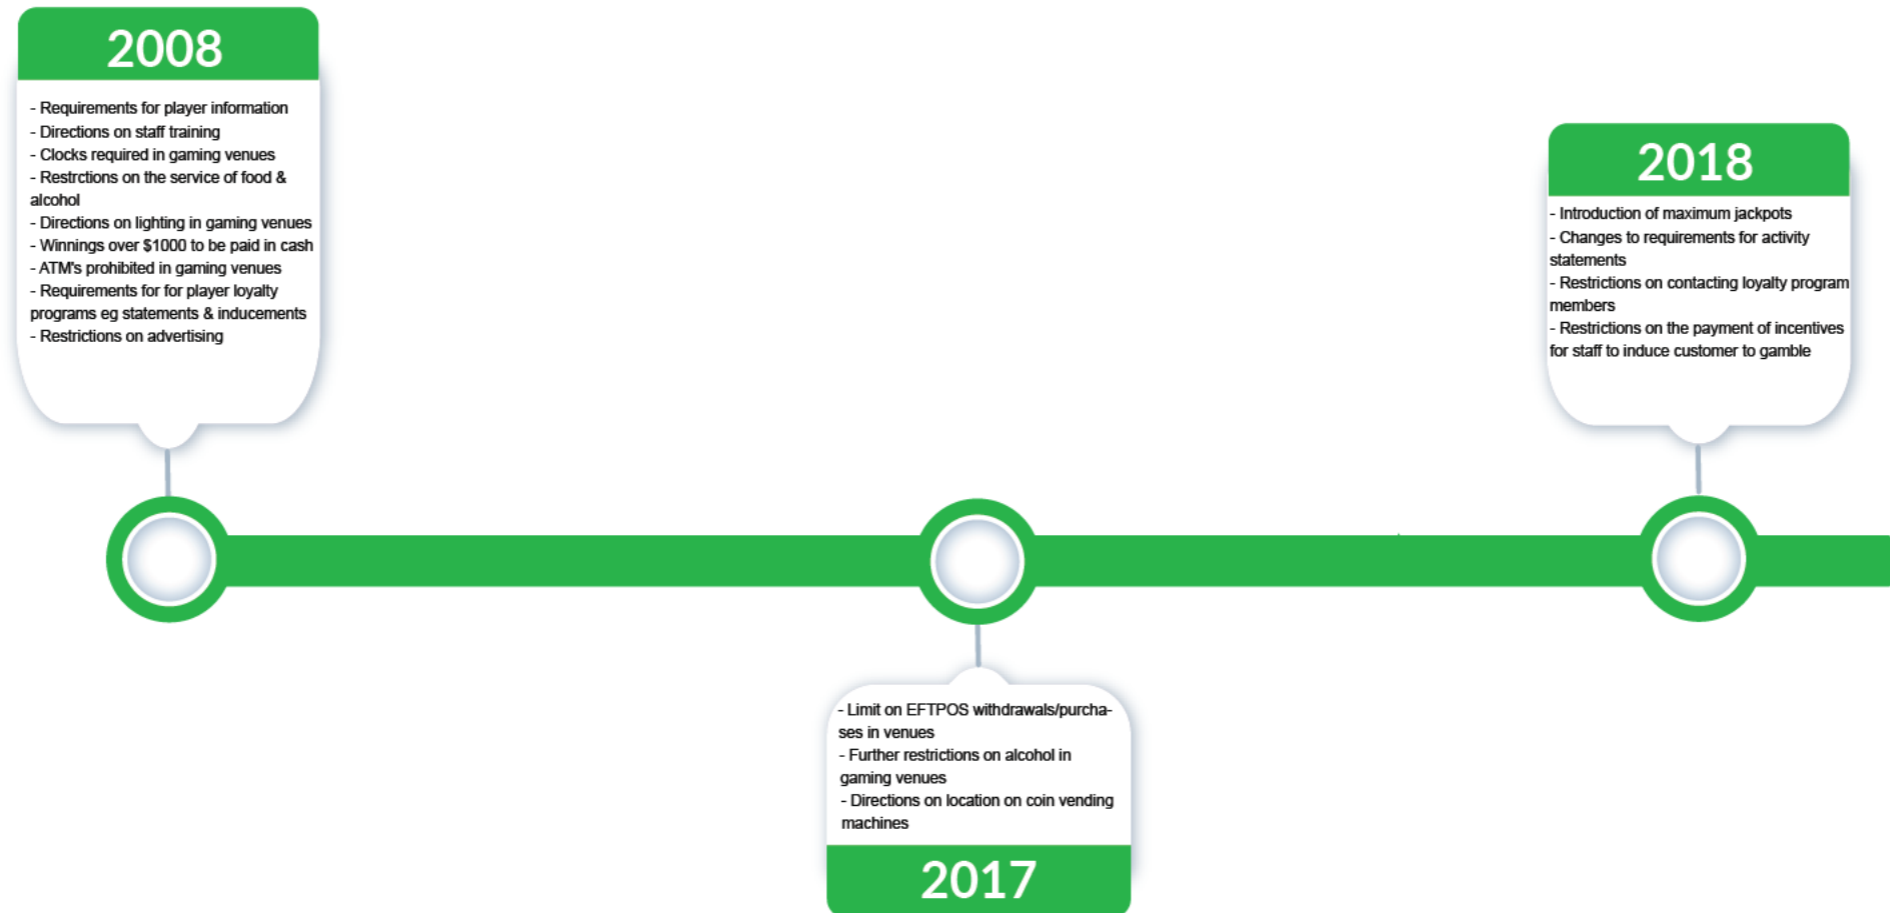 2008
- Requirements for player information
- Directions on staff training
- Clocks required in gaming venues
- Restrctions on the service of food &
alcohol
- Directions on lighting in gaming venues
- Winnings over $1000 to be paid in cash
- ATM's prohibited in gaming venues
- Requirements for for player loyalty
programs eg statements & inducements
- Restrictions on advertising
- Limit on EFTPOS withdrawals/purcha-
ses in venues
- Further restrictions on alcohol in
gaming venues
- Directions on location on coin vending
machines
2017
2018
- Introduction of maximum jackpots
- Changes to requirements for activity
statements
- Restrictions on contacting loyalty program
members
- Restrictions on the payment of incentives
for staff to induce customer to gamble